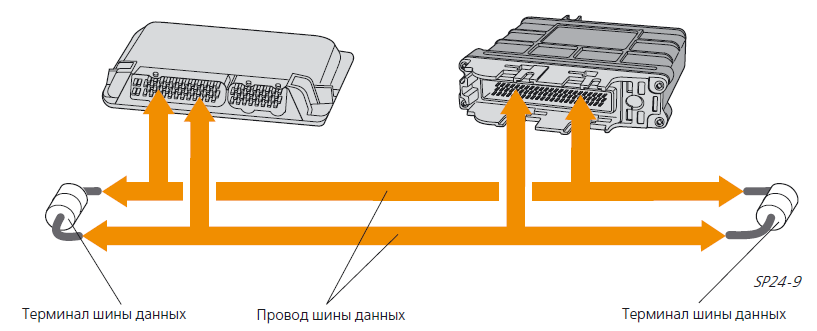 SP24-9
Терминал шины данных
Провод шины данных
Терминал шины данных